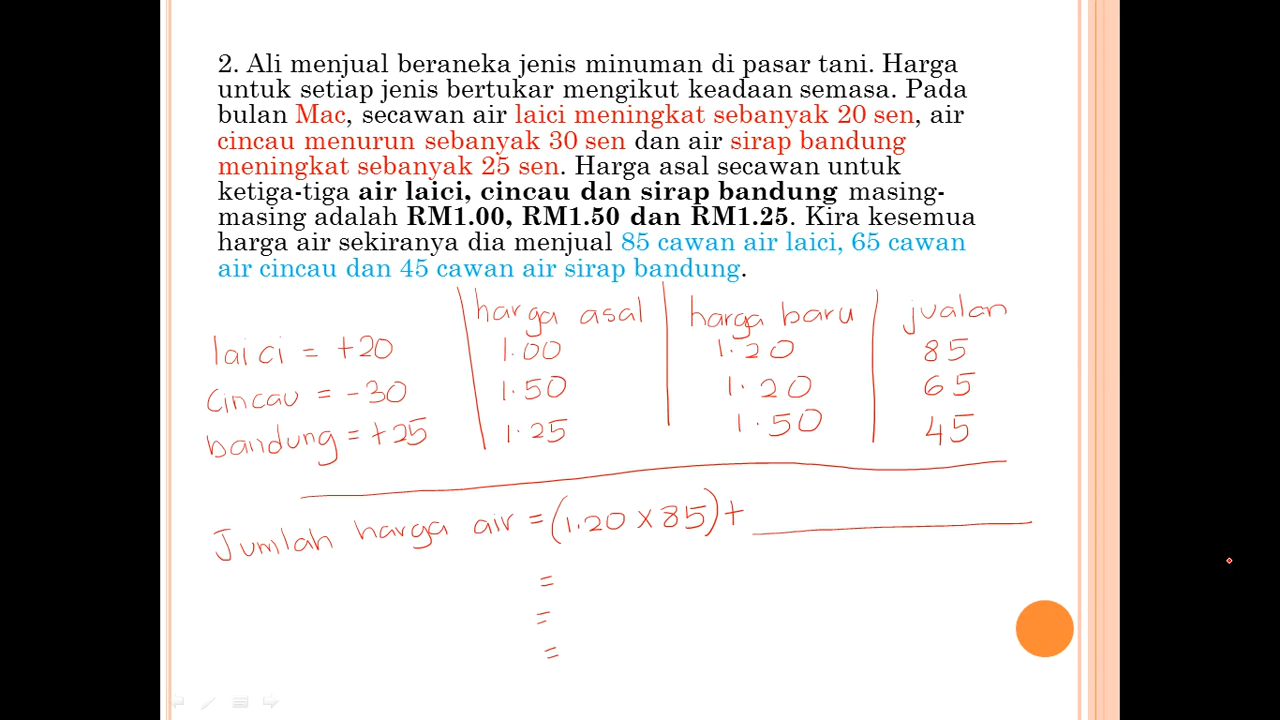 2. Ali menjual beraneka jenis minuman di pasar tani. Harga
untuk setiap jenis bertukar mengikut keadaan semasa. Pada
bulan Mac, secawan air laici meningkat sebanyak 20 sen, air
cincau menurun sebanyak 30 sen dan air sirap bandung
meningkat sebanyak 25 sen. Harga asal secawan untuk
ketiga-tiga air laici, cincau dan sirap bandung masing-
masing adalah RM1.00, RM1.50 dan RM1.25. Kira kesemua
harga air sekiranya dia menjual 85 cawan air laici, 65 cawan
air cincau dan 45 cawan air sirap bandung.
harga asal harga baru jualan
laici = +20 1.00 1.20 85
cincau = -30 1.50 1.20 65
bandung = +25 1.25 1.50 45
Jumlah harga air = (1.20 x 85) + ­­­__________
=
=
=